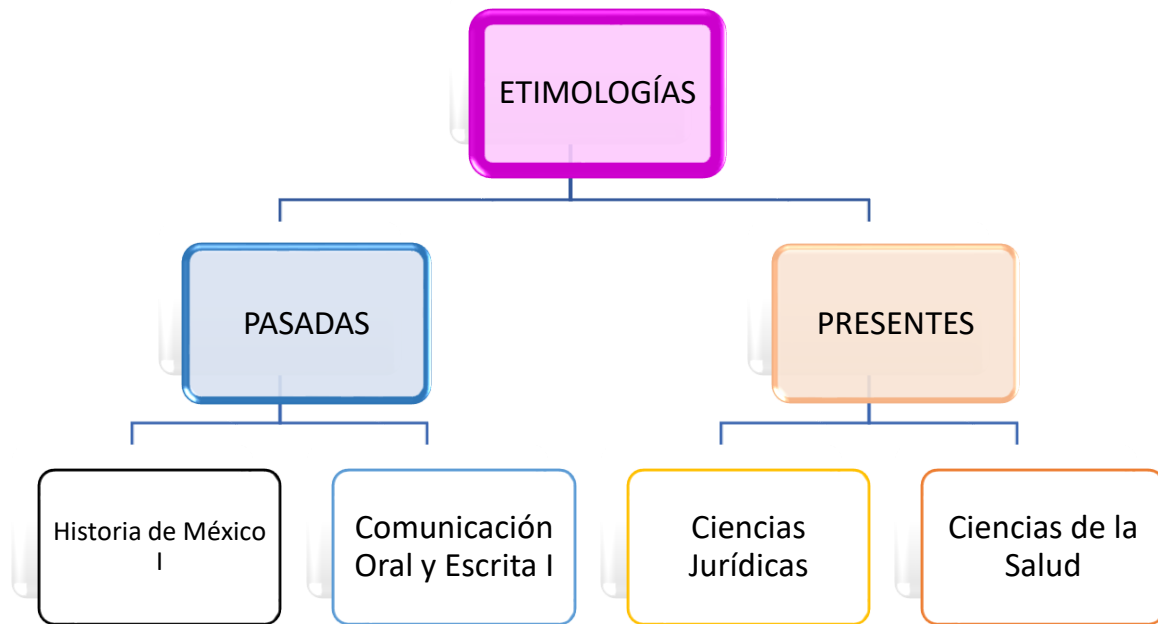 ETIMOLOGÍAS
PASADAS
PRESENTES
Historia de México
I
Comunicación
Oral y Escrita I
Ciencias
Jurídicas
Ciencias de la
Salud